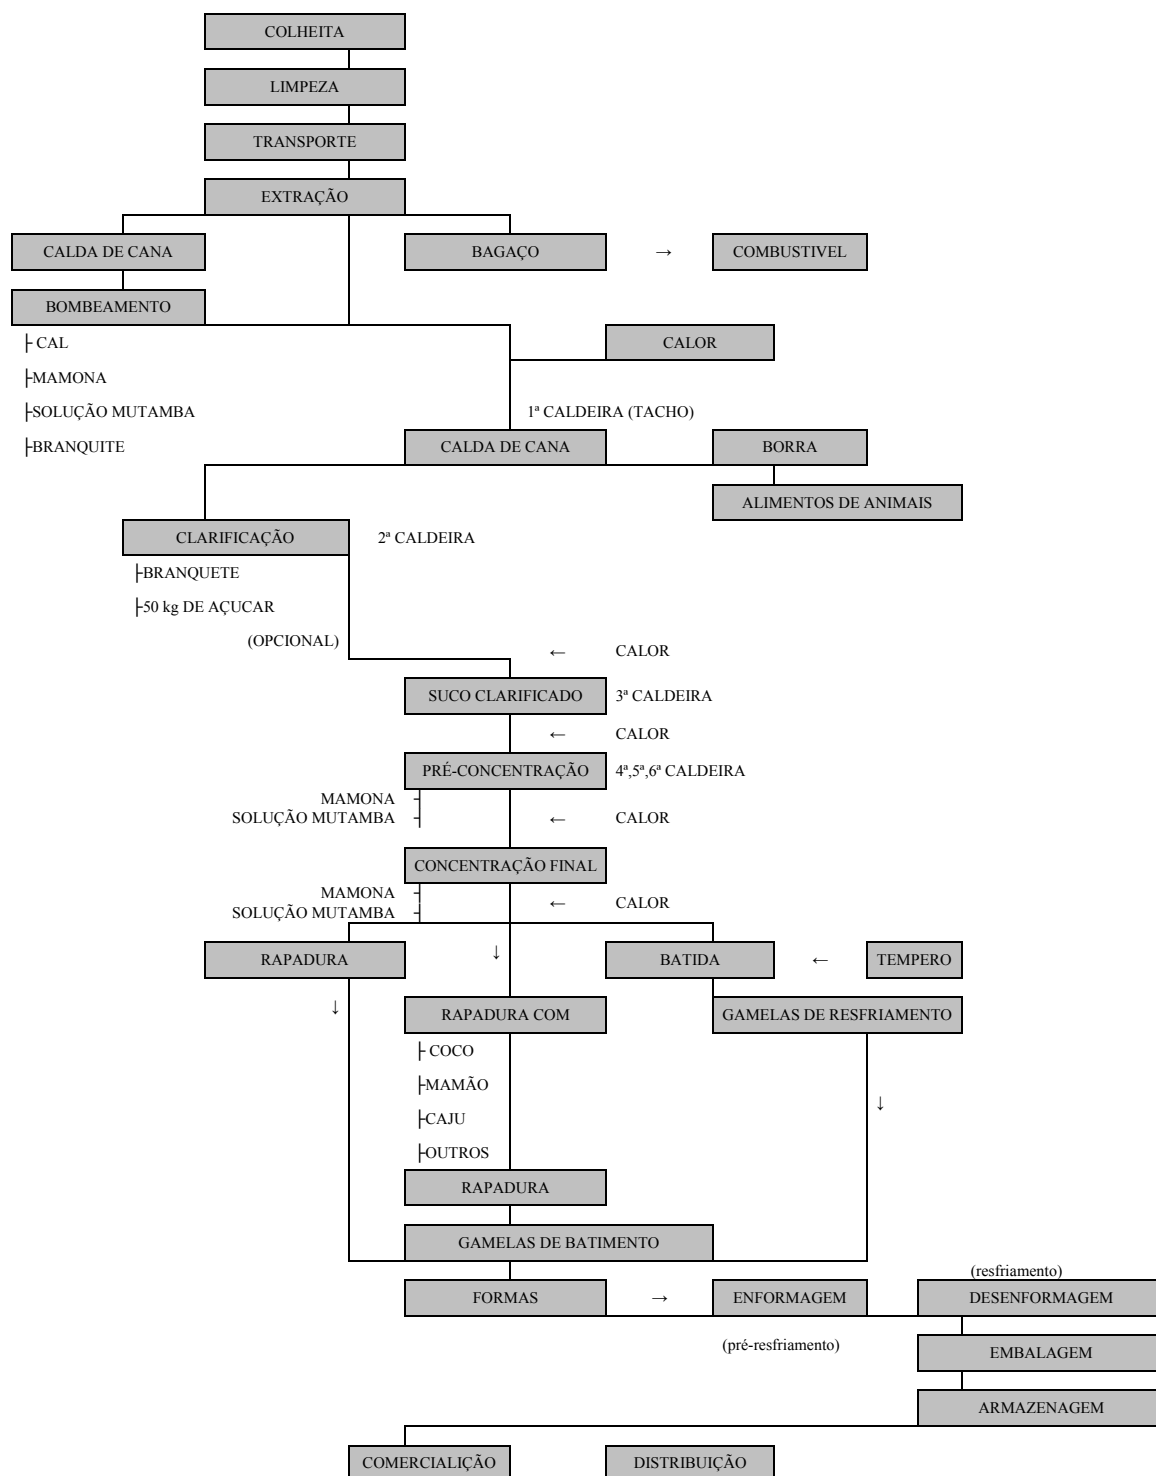 COLHEITA
LIMPEZA
TRANSPORTE
EXTRAÇÃO
CALDA DE CANA
BAGAÇO
→
COMBUSTIVEL
BOMBEAMENTO
CAL
CALOR
MAMONA
SOLUÇÃO MUTAMBA
1ª CALDEIRA (TACHO)
BRANQUITE
CALDA DE CANA
BORRA
ALIMENTOS DE ANIMAIS
CLARIFICAÇÃO
2ª CALDEIRA
BRANQUETE
50 kg DE AÇUCAR
(OPCIONAL)
← CALOR
SUCO CLARIFICADO
3ª CALDEIRA
← CALOR
PRÉ-CONCENTRAÇÃO
4ª,5ª,6ª CALDEIRA
MAMONA
SOLUÇÃO MUTAMBA
← CALOR
CONCENTRAÇÃO FINAL
MAMONA
SOLUÇÃO MUTAMBA
← CALOR
RAPADURA
↓
BATIDA
←
TEMPERO
↓
RAPADURA COM
GAMELAS DE RESFRIAMENTO
COCO
MAMÃO
↓
CAJU
OUTROS
RAPADURA
GAMELAS DE BATIMENTO
(resfriamento)
FORMAS
→
ENFORMAGEM
DESENFORMAGEM
(pré-resfriamento)
EMBALAGEM
ARMAZENAGEM
COMERCIALIÇÃO
DISTRIBUIÇÃO